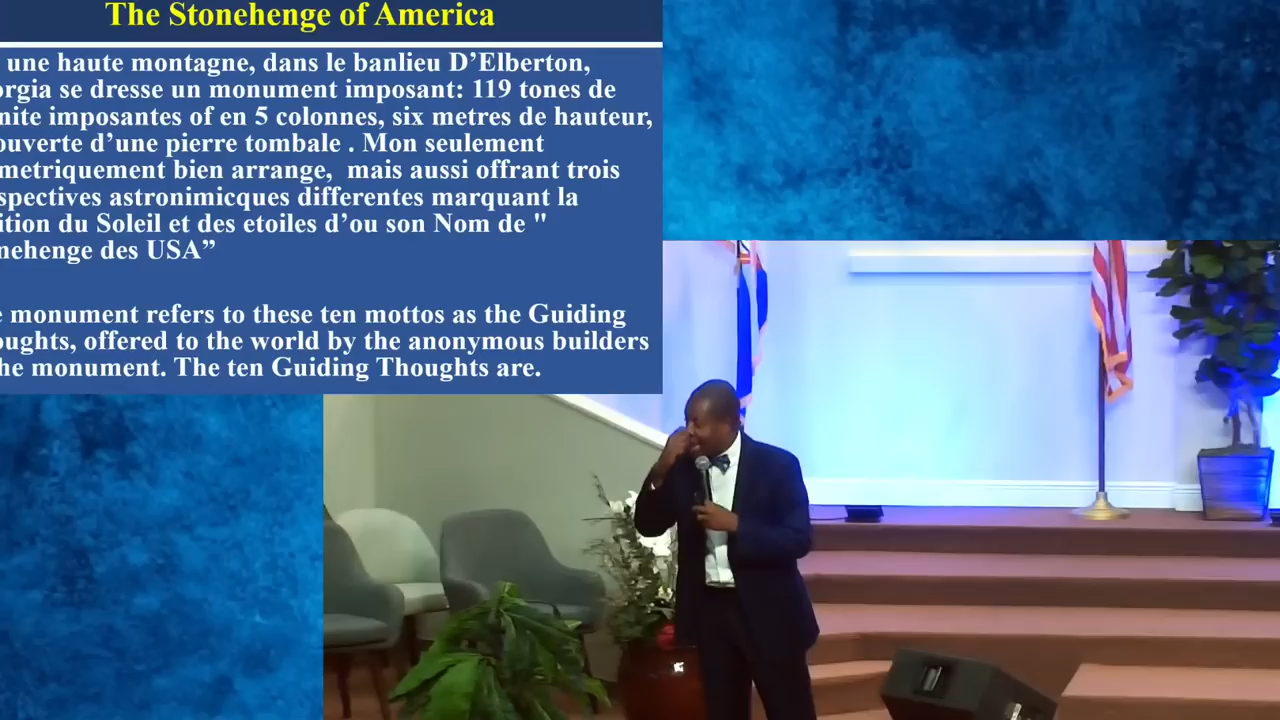 The Stonehenge of America
une haute montagne, dans le banlieu D’Elberton,
orgia se dresse un monument imposant: 119 tones de
nite imposantes of en 5 colonnes, six metres de hauteur,
ouverte d’une pierre tombale . Mon seulement
metriquement bien arrange, mais aussi offrant trois
spectives astronimicques differentes marquant la
ition du Soleil et des etoiles d’ou son Nom de "
nehenge des USA”
e monument refers to these ten mottos as the Guiding
oughts, offered to the world by the anonymous builders
he monument. The ten Guiding Thoughts are.